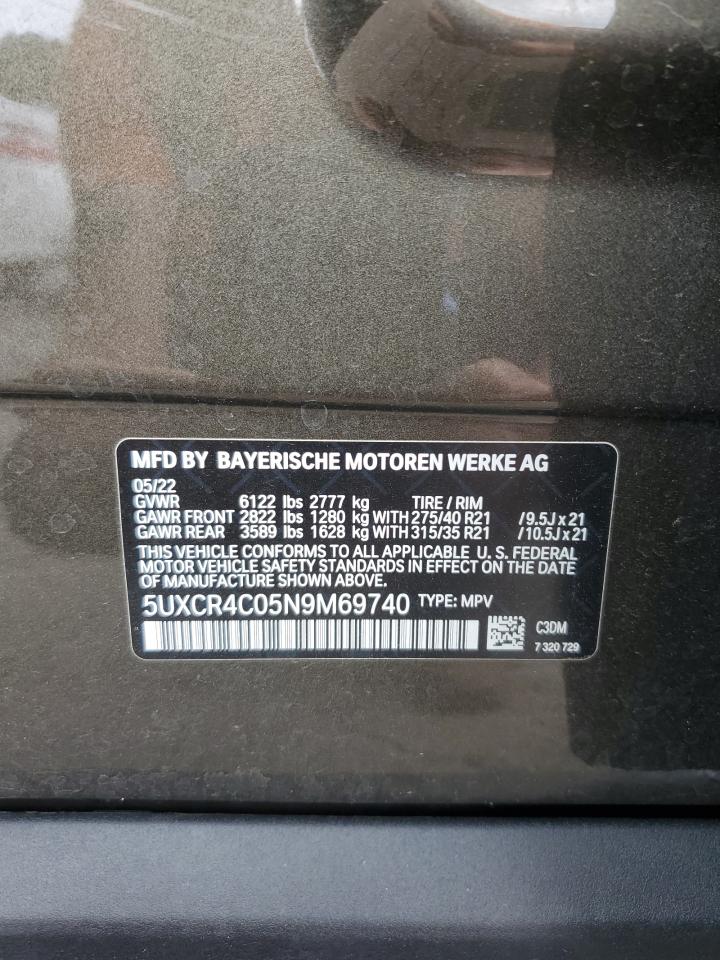 MFD BY BAYERISCHE MOTOREN WERKE AG
05/22
GVWR 6122 lbs 2777 kg TIRE / RIM
GAWR FRONT 2822 lbs 1280 kg WITH 275/40 R21 /9.5J x 21
GAWR REAR 3589 lbs 1628 kg WITH 315/35 R21 /10.5J x 21
THIS VEHICLE CONFORMS TO ALL APPLICABLE U. S. FEDERAL
MOTOR VEHICLE SAFETY STANDARDS IN EFFECT ON THE
DATE OF MANUFACTURE SHOWN ABOVE.
5UXCR4C05N9M69740 TYPE: MPV
C3DM
7 320 729